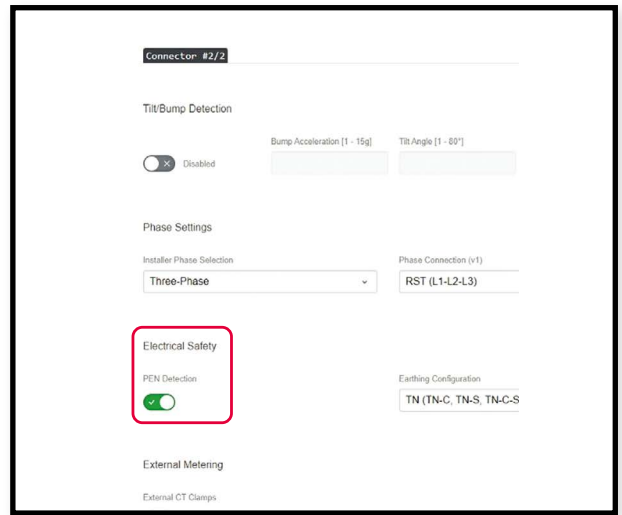 Connector #2/2
Tilt/Bump Detection
Bump Acceleration [1 - 15g] Tilt Angle [1 - 80°]
Disabled
Phase Settings
Installer Phase Selection Phase Connection (v1)
Three-Phase RST (L1-L2-L3)
Electrical Safety
PEN Detection Earthing Configuration
TN (TN-C, TN-S, TN-C-S
External Metering
External CT Clamps